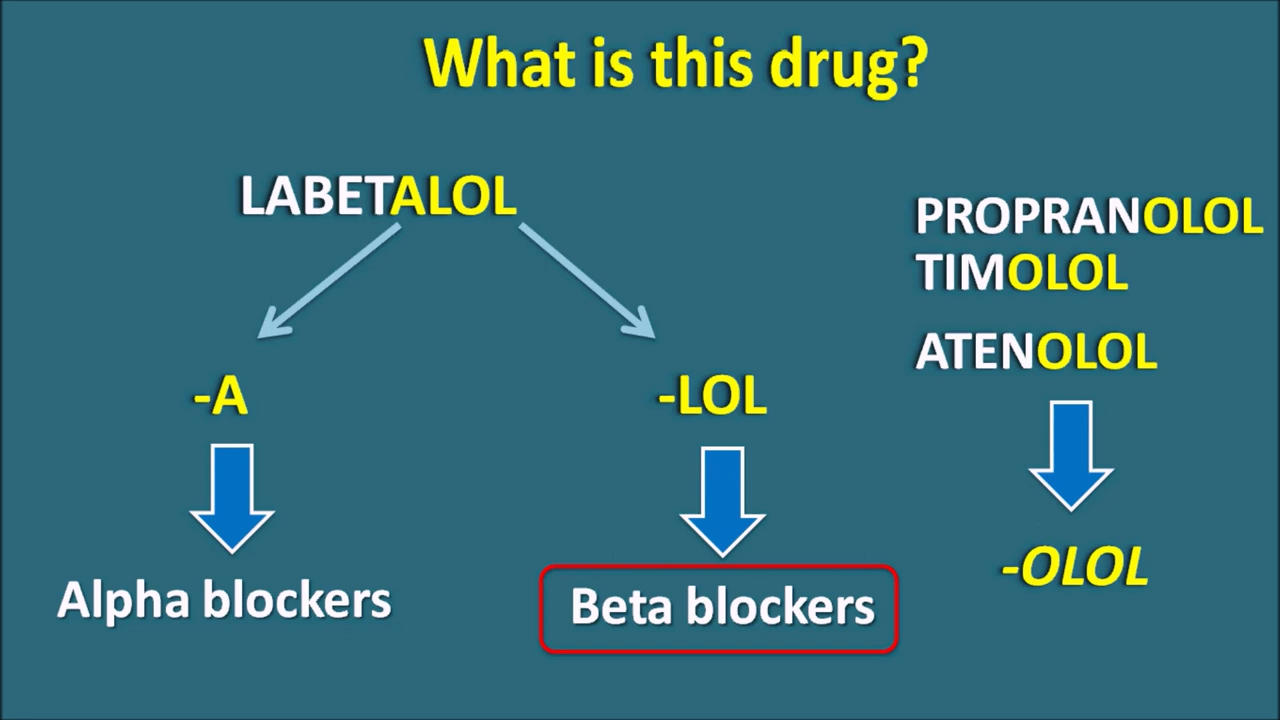 What is this drug?
LABETALOL
-A
-LOL
Alpha blockers
Beta blockers
PROPRANOLOL
TIMOLOL
ATENOLOL
-OLOL